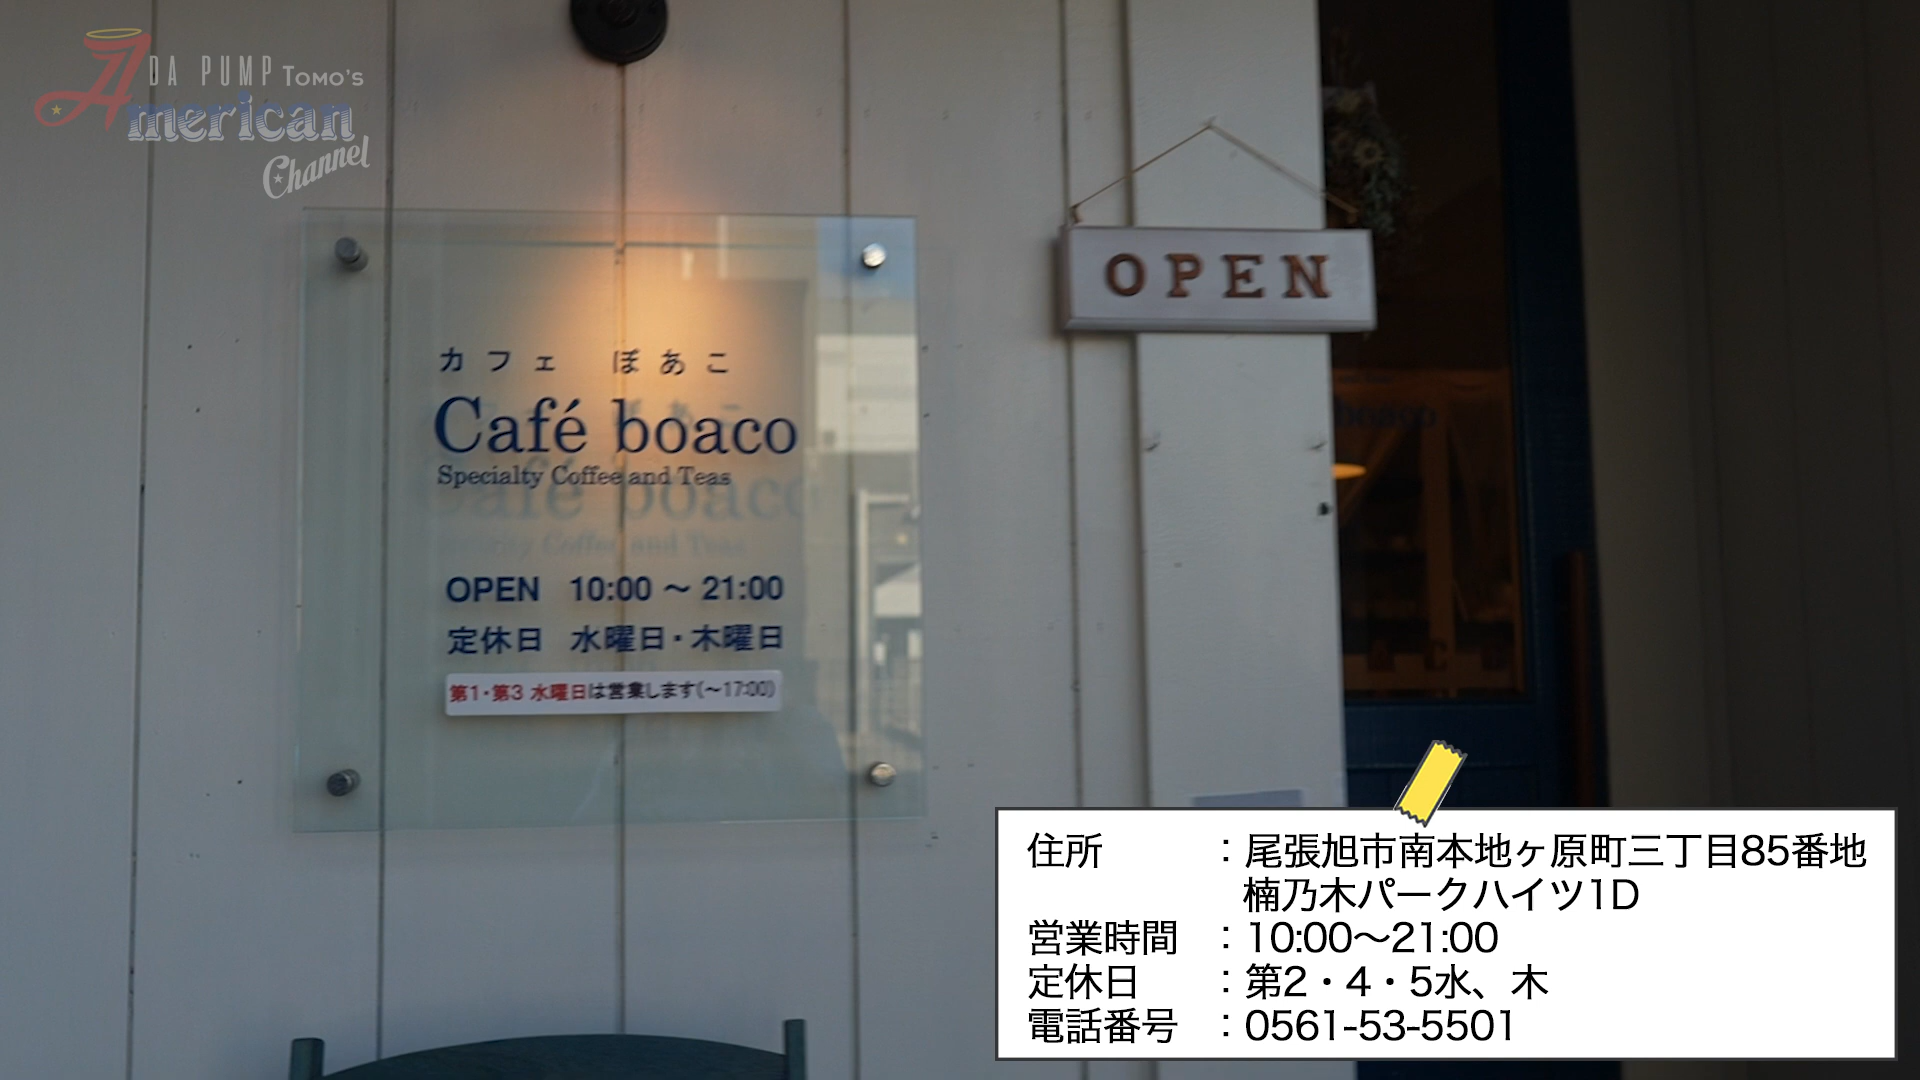 DA PUMP TOMO'S
American
Channel
OPEN
カフェ ぼあこ
Café boaco
Specialty Coffee and Teas
OPEN 10:00 〜 21:00
定休日 水曜日・木曜日
第1・第3 水曜日は営業します(〜17:00)
boaco
住所 : 尾張旭市南本地ヶ原町三丁目85番地
楠乃木パークハイツ1D
営業時間 : 10:00〜21:00
定休日 : 第2・4・5水、木
電話番号 : 0561-53-5501